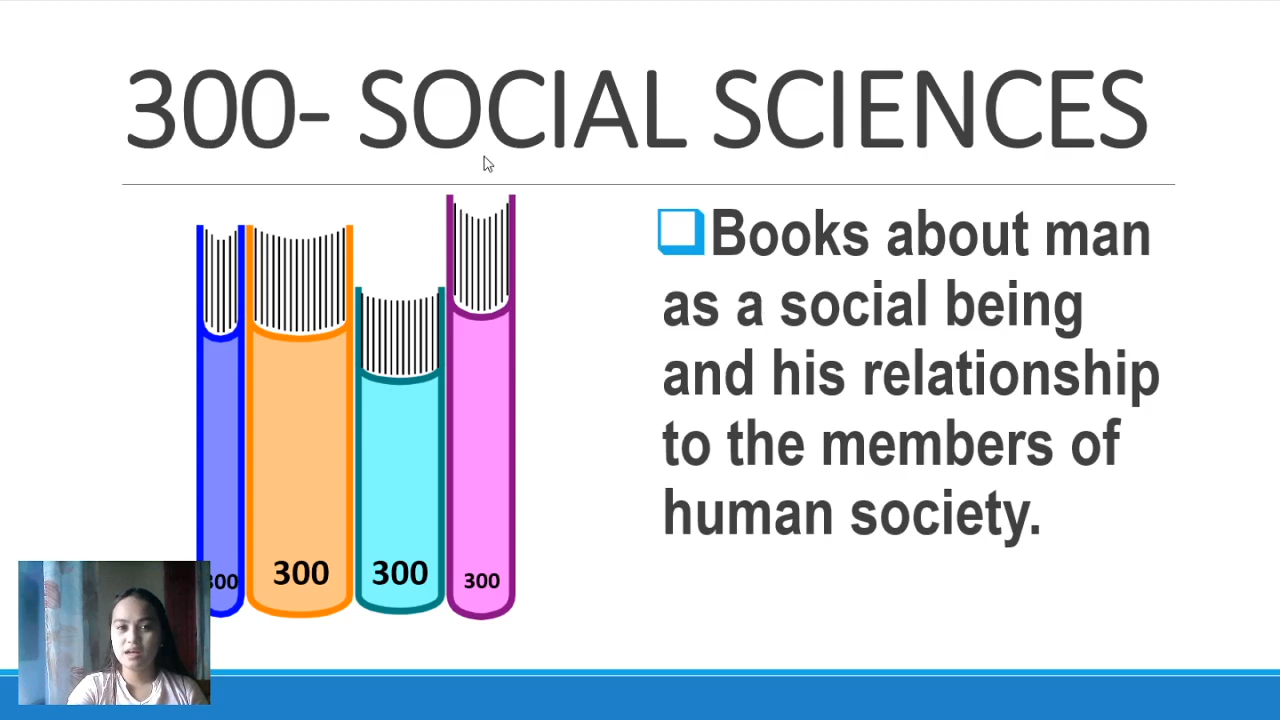 300- SOCIAL SCIENCES
Books about man
as a social being
and his relationship
to the members of
human society.
300
300
300
300